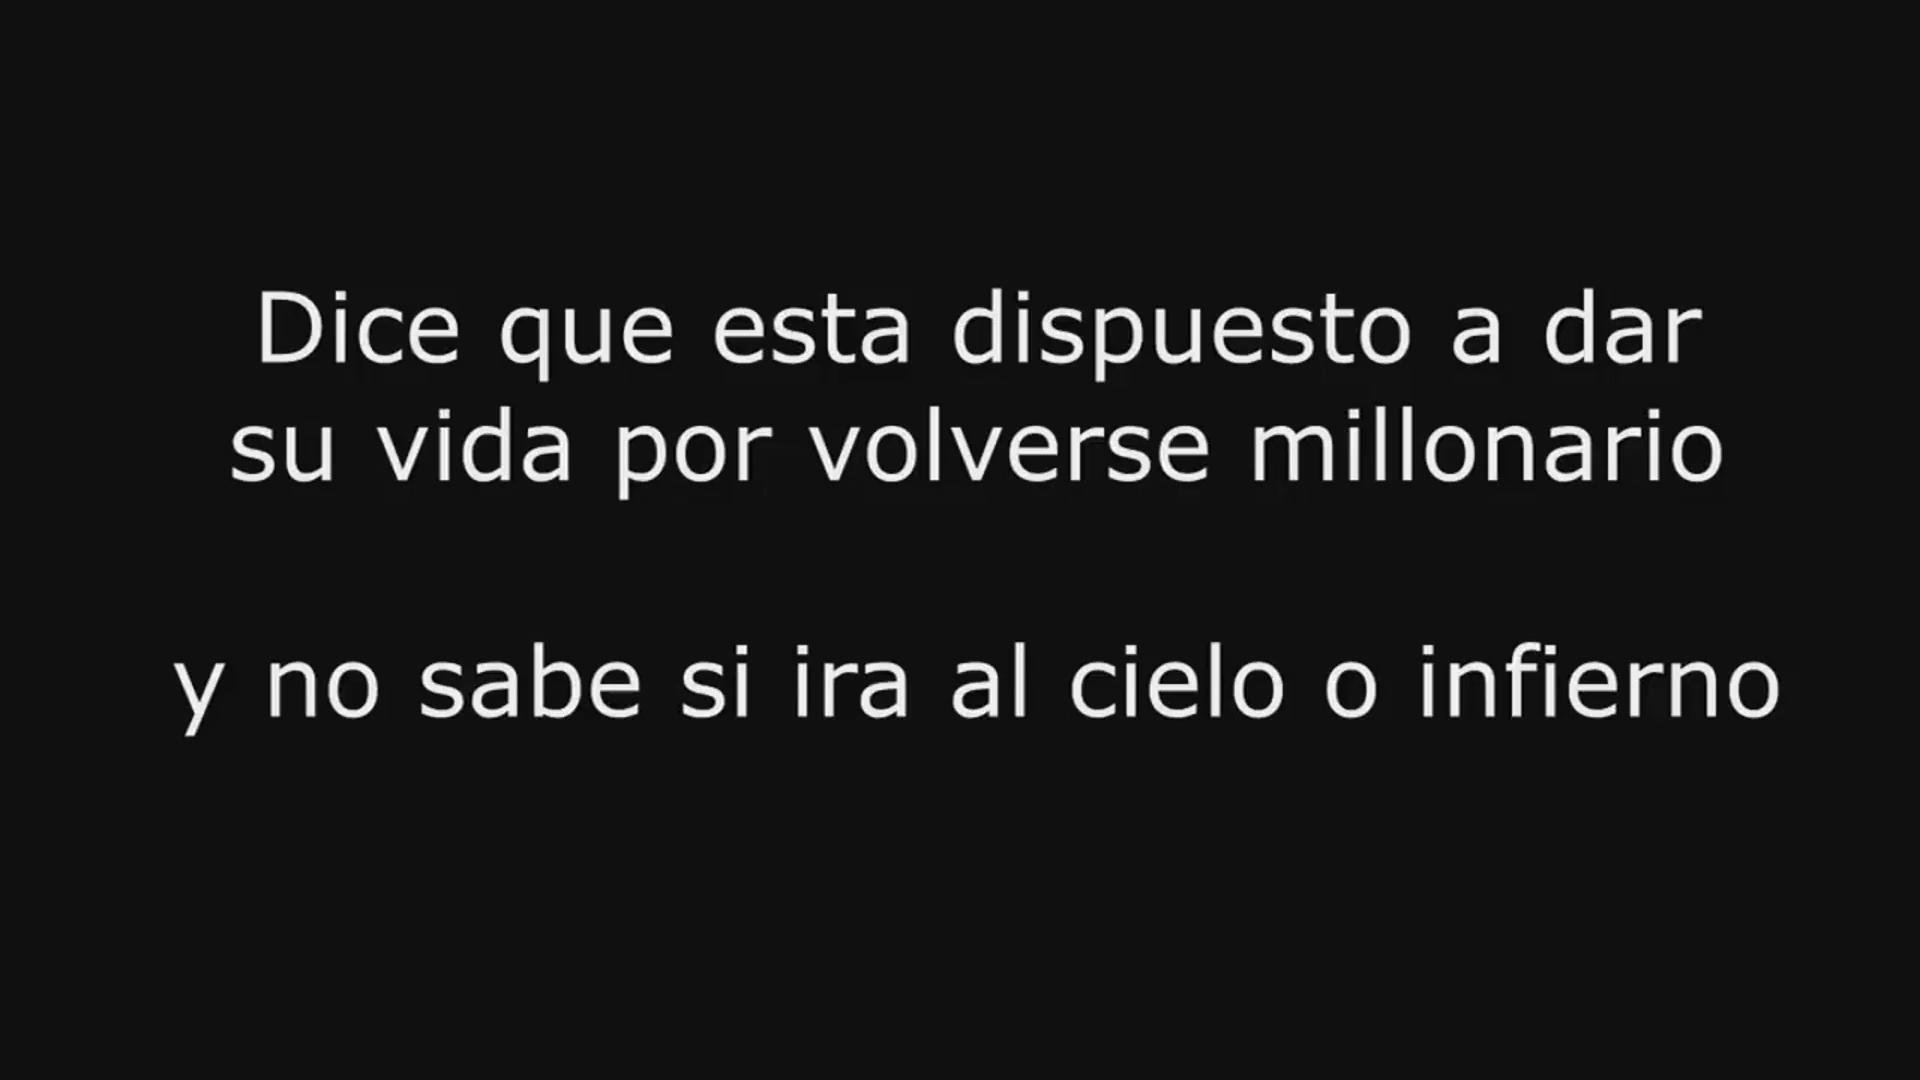 Dice que esta dispuesto a dar
su vida por volverse millonario
y no sabe si ira al cielo o infierno